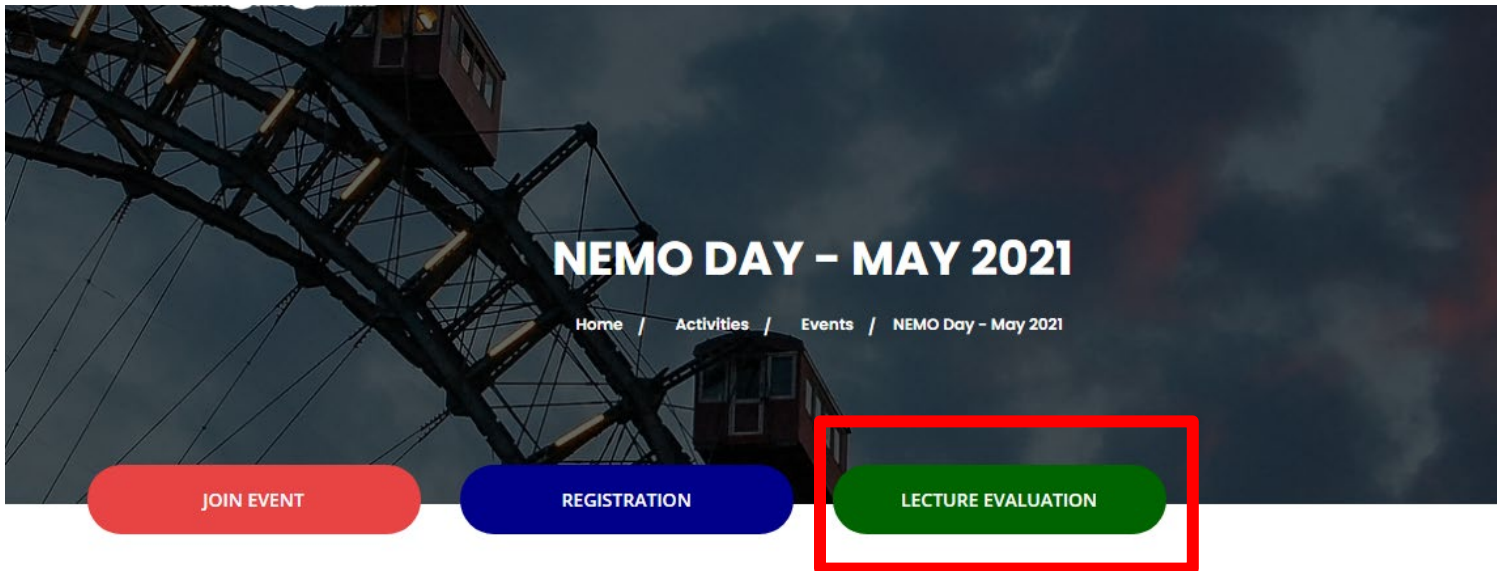 NEMO DAY – MAY 2021
Home / Activities / Events / NEMO Day - May 2021
JOIN EVENT
REGISTRATION
LECTURE EVALUATION